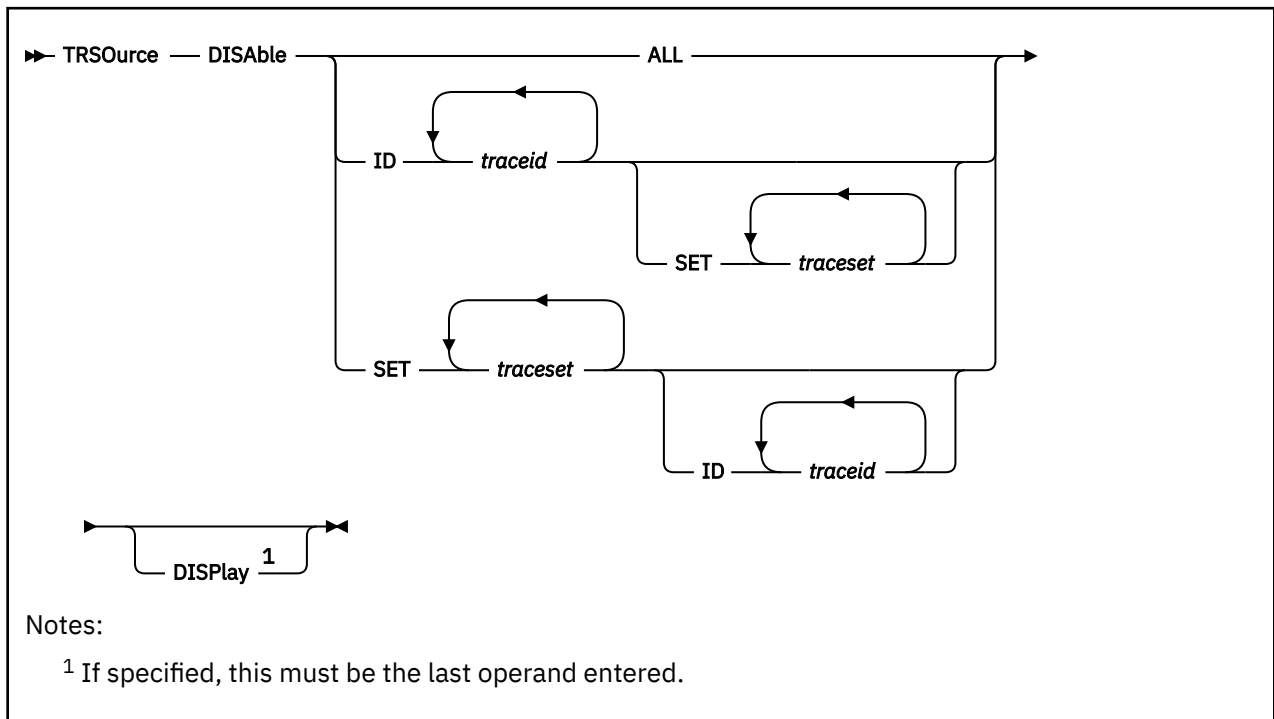 TRSOurce DISAble ALL
ID traceid
SET traceset
SET traceset
ID traceid
DISPlay 1
Notes:
1 If specified, this must be the last operand entered.